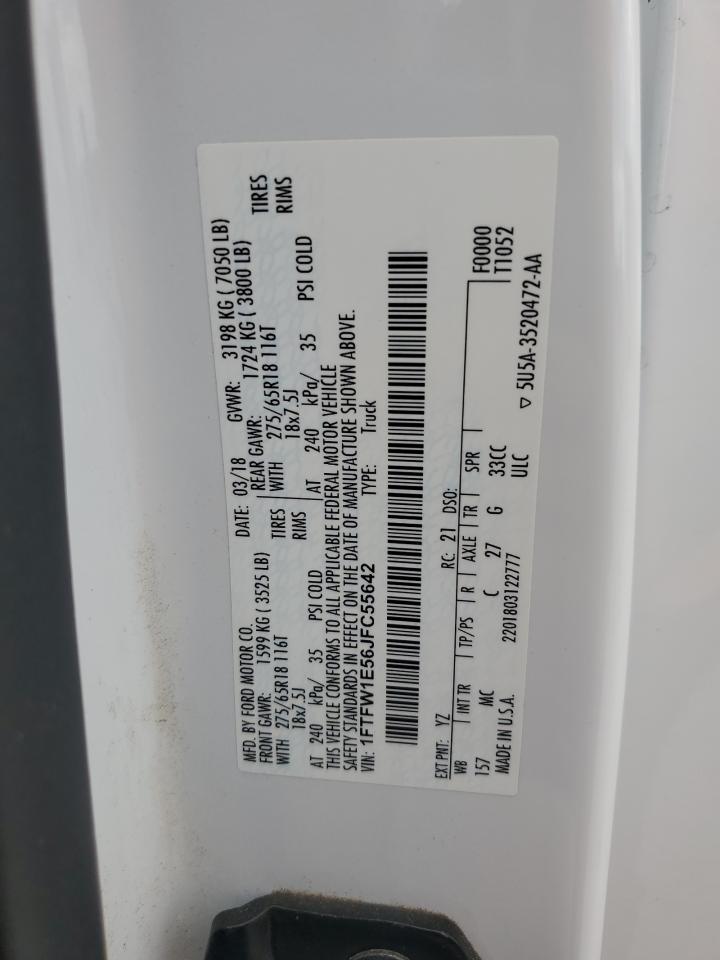 MFD. BY FORD MOTOR CO.
DATE: 03/18 GVWR: 3198 KG ( 7050 LB)
FRONT GAWR: 1599 KG ( 3525 LB) REAR GAWR: 1724 KG ( 3800 LB)
WITH 275/65R18 116T TIRES WITH 275/65R18 116T TIRES
18x7.5J RIMS 18x7.5J RIMS
AT 240 kPa/ 35 PSI COLD AT 240 kPa/ 35 PSI COLD
THIS VEHICLE CONFORMS TO ALL APPLICABLE FEDERAL MOTOR VEHICLE
SAFETY STANDARDS IN EFFECT ON THE DATE OF MANUFACTURE SHOWN ABOVE.
VIN: 1FTFW1E56JFC55642 TYPE: Truck
EXT PNT: YZ RC: 21 DSO: F0000
WB INT TR TP/PS R AXLE TR SPR T1052
157 MC C 27 G 33CC
MADE IN U.S.A. 2201803122777 ULC
▽ 5U5A-3520472-AA